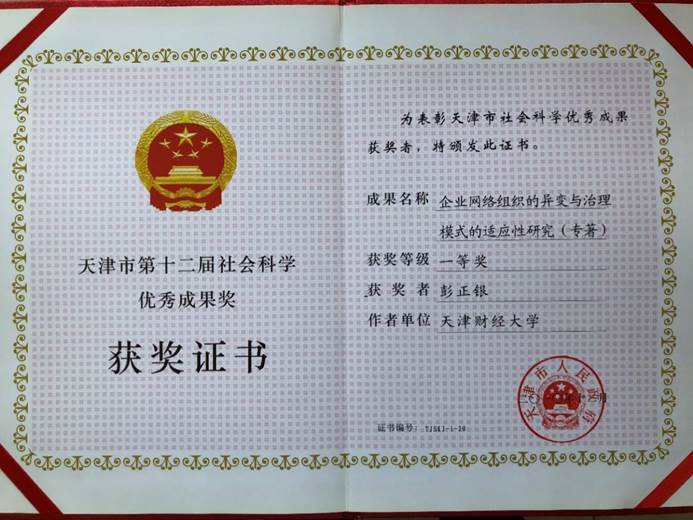 天津市第十二届社会科学
优秀成果奖
获奖证书
为表彰天津市社会科学优秀成果
获奖者，特颁发此证书。
成果名称 企业网络组织的异变与治理
模式的适应性研究（专著）
获奖等级 一等奖
获奖者 彭正银
作者单位 天津财经大学
天津市人民政府
证书编号：TJSKJ-1-20